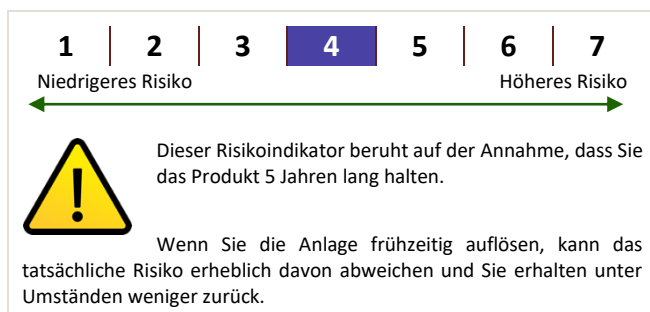 1 2 3 4 5 6 7
Niedrigeres Risiko Höheres Risiko
Dieser Risikoindikator beruht auf der Annahme, dass Sie
das Produkt 5 Jahren lang halten.
Wenn Sie die Anlage frühzeitig auflösen, kann das
tatsächliche Risiko erheblich davon abweichen und Sie erhalten unter
Umständen weniger zurück.